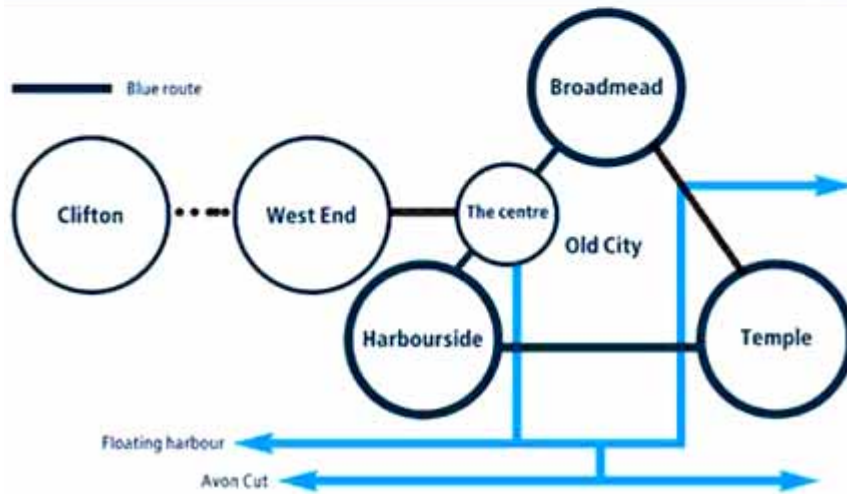 Broadmead
Blue route
Clifton
West End
The centre
Old City
Harbourside
Temple
Floating harbour
Avon Cut